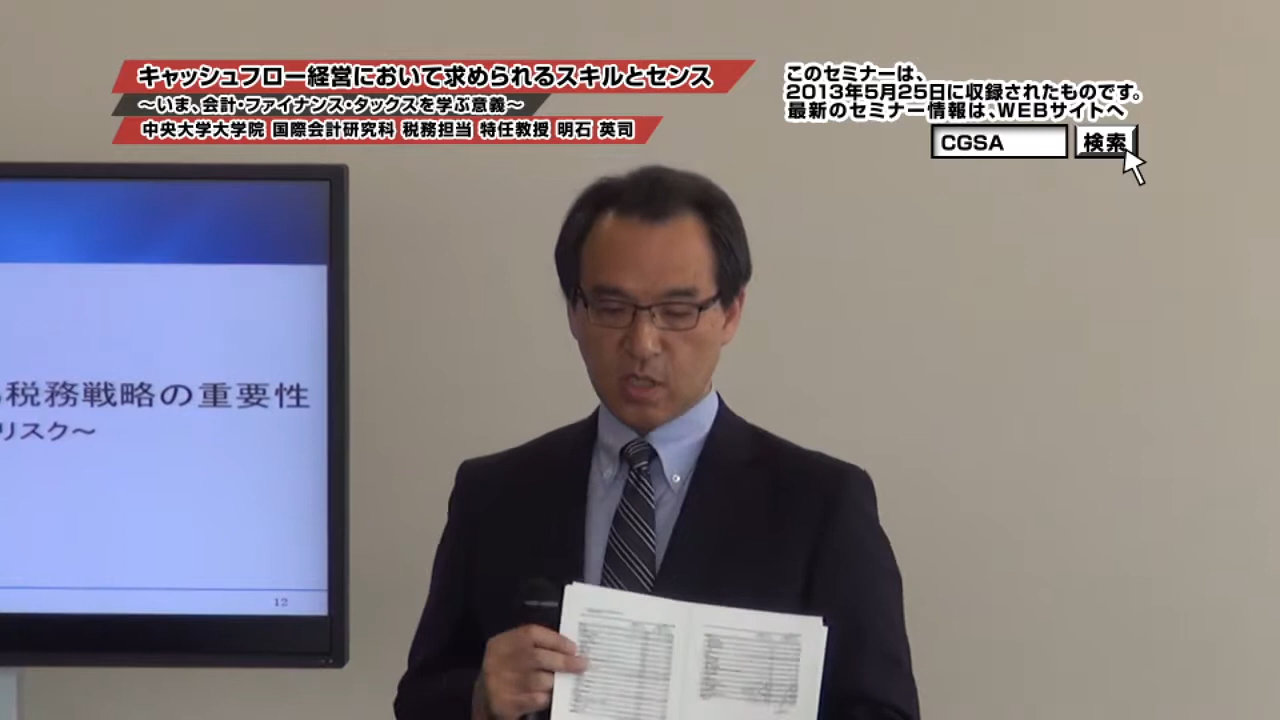 キャッシュフロー経営において求められるスキルとセンス
～いま、会計・ファイナンス・タックスを学ぶ意義～
中央大学大学院 国際会計研究科 税務担当 特任教授 明石 英司
このセミナーは、
2013年5月25日に収録されたものです。
最新のセミナー情報は、WEBサイトへ
CGSA 検索
税務戦略の重要性
リスク～
12